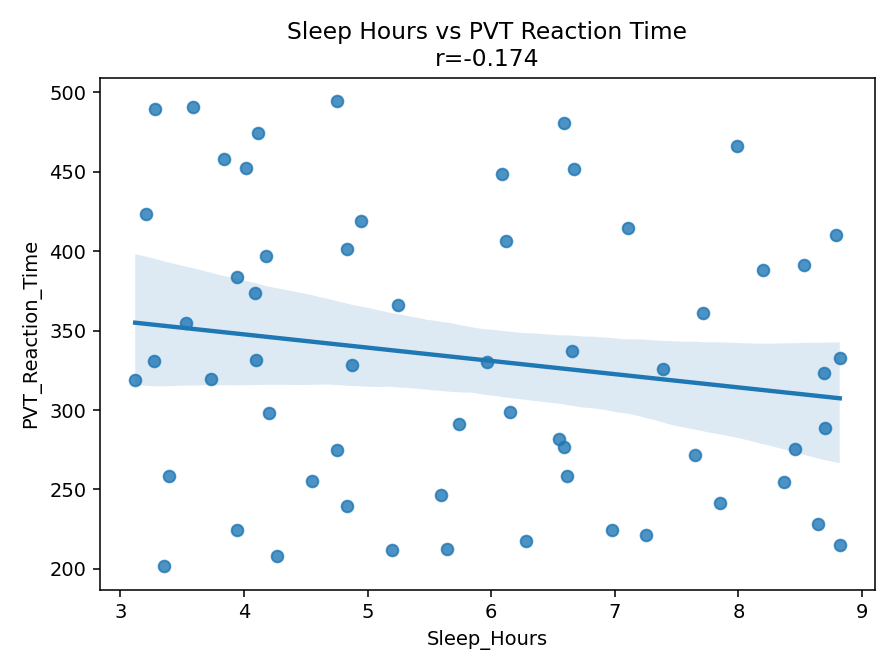 Sleep Hours vs PVT Reaction Time
r=-0.174
PVT_Reaction_Time
500
450
400
350
300
250
200
3 4 5 6 7 8 9
Sleep_Hours